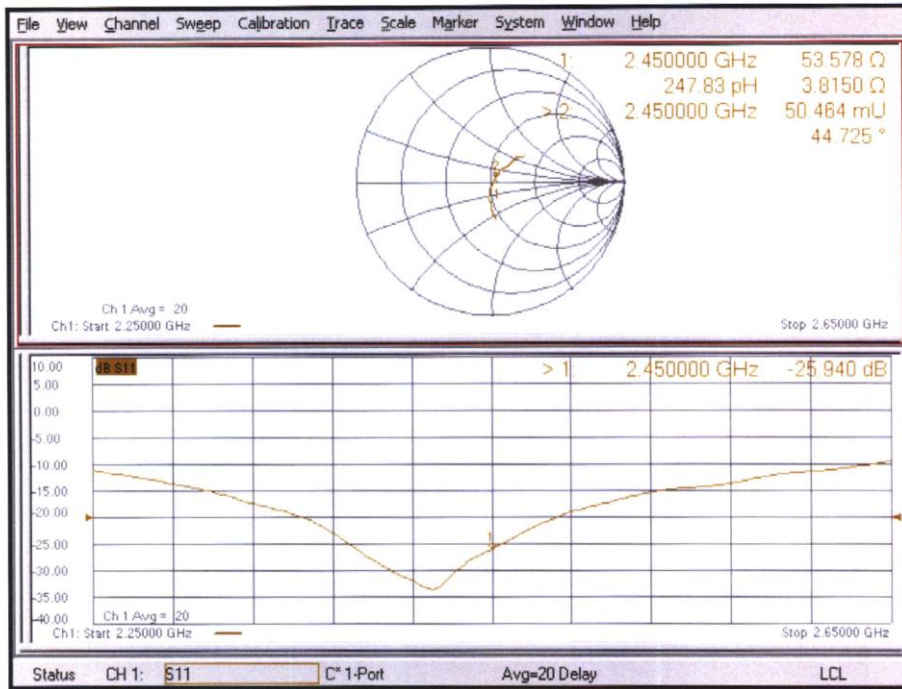 File View Channel Sweep Calibration Trace Scale Marker System Window Help
1: 2.450000 GHz 53.578 Ω
247.83 pH 3.8150 Ω
> 2: 2.450000 GHz 50.464 mU
44.725 °
Ch 1 Avg = 20
Ch1: Start 2.25000 GHz Stop 2.65000 GHz
10.00 dB S11 > 1: 2.450000 GHz -25.940 dB
5.00
0.00
-5.00
-10.00
-15.00
-20.00
-25.00
1
-30.00
-35.00
-40.00 Ch 1 Avg = 20
Ch1: Start 2.25000 GHz Stop 2.65000 GHz
Status CH 1: S11 C* 1-Port Avg=20 Delay LCL